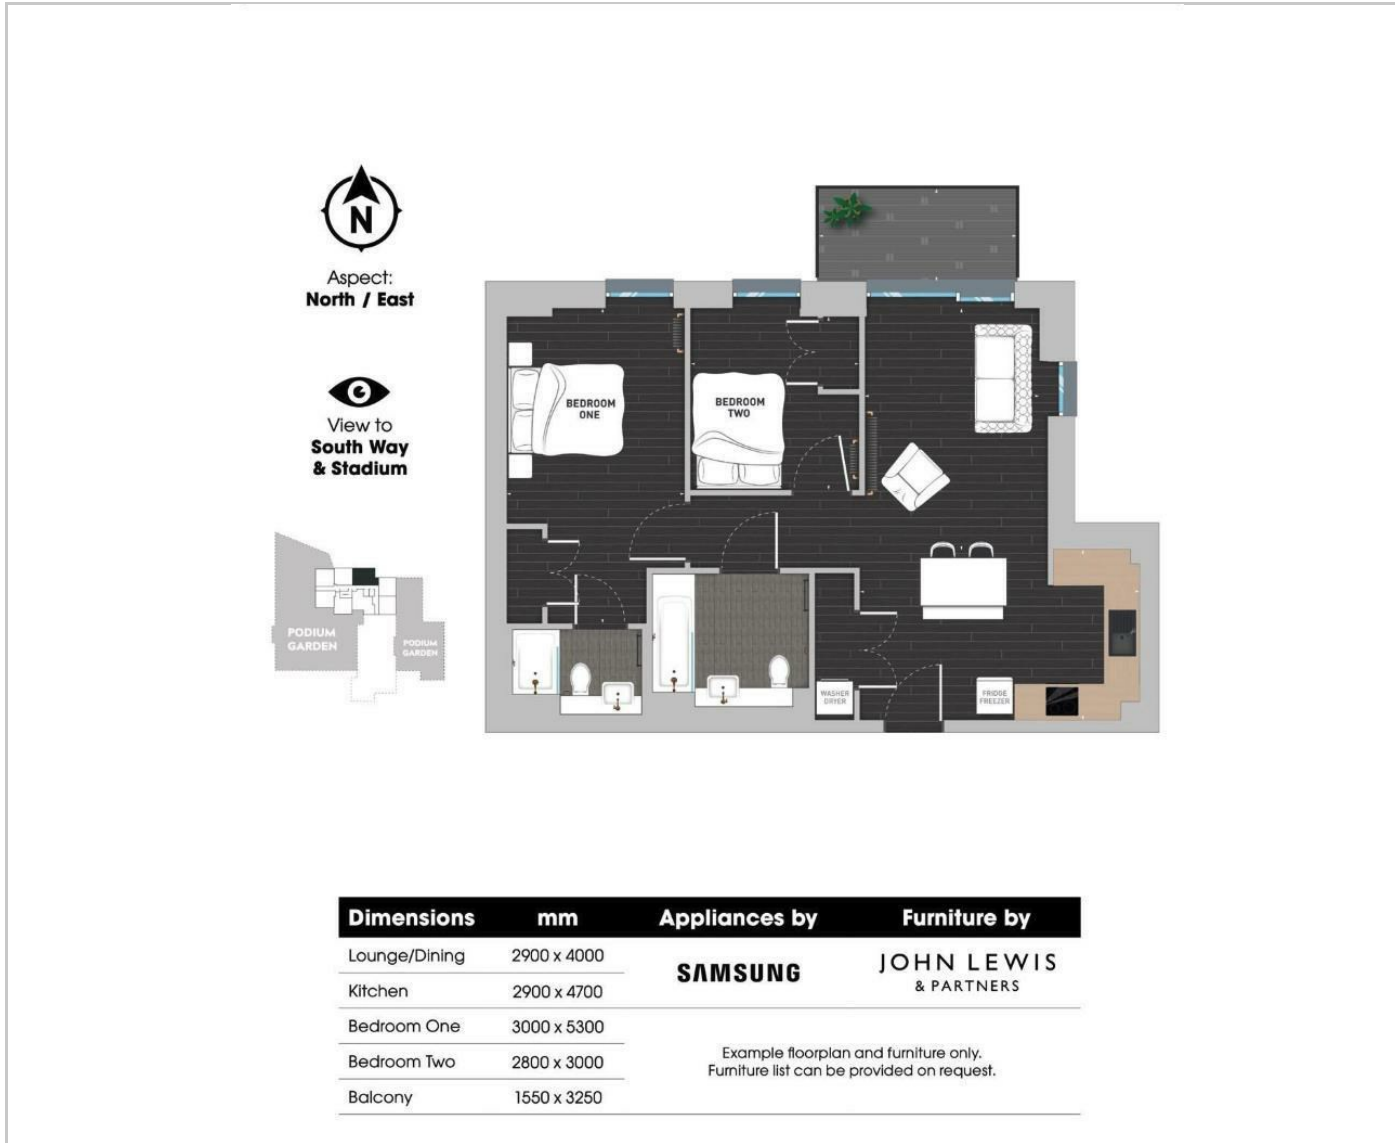 N
Aspect:
North / East
View to
South Way
& Stadium
PODIUM
GARDEN
PODIUM
GARDEN
BEDROOM
ONE
BEDROOM
TWO
WASHER
DRYER
FRIDGE
FREEZER
Dimensions mm Appliances by Furniture by
Lounge/Dining 2900 x 4000
Kitchen 2900 x 4700
Bedroom One 3000 x 5300
Bedroom Two 2800 x 3000
Balcony 1550 x 3250
SAMSUNG
JOHN LEWIS
& PARTNERS
Example floorplan and furniture only.
Furniture list can be provided on request.